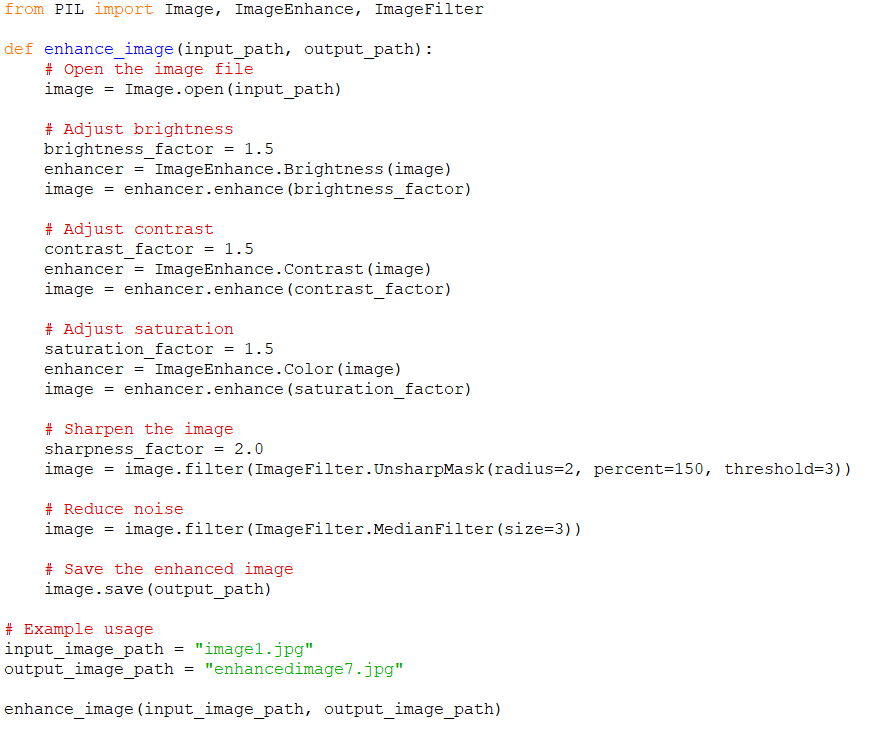 from PIL import Image, ImageEnhance, ImageFilter

def enhance_image(input_path, output_path):
    # Open the image file
    image = Image.open(input_path)

    # Adjust brightness
    brightness_factor = 1.5
    enhancer = ImageEnhance.Brightness(image)
    image = enhancer.enhance(brightness_factor)

    # Adjust contrast
    contrast_factor = 1.5
    enhancer = ImageEnhance.Contrast(image)
    image = enhancer.enhance(contrast_factor)

    # Adjust saturation
    saturation_factor = 1.5
    enhancer = ImageEnhance.Color(image)
    image = enhancer.enhance(saturation_factor)

    # Sharpen the image
    sharpness_factor = 2.0
    image = image.filter(ImageFilter.UnsharpMask(radius=2, percent=150, threshold=3))

    # Reduce noise
    image = image.filter(ImageFilter.MedianFilter(size=3))

    # Save the enhanced image
    image.save(output_path)

# Example usage
input_image_path = "image1.jpg"
output_image_path = "enhancedimage7.jpg"

enhance_image(input_image_path, output_image_path)